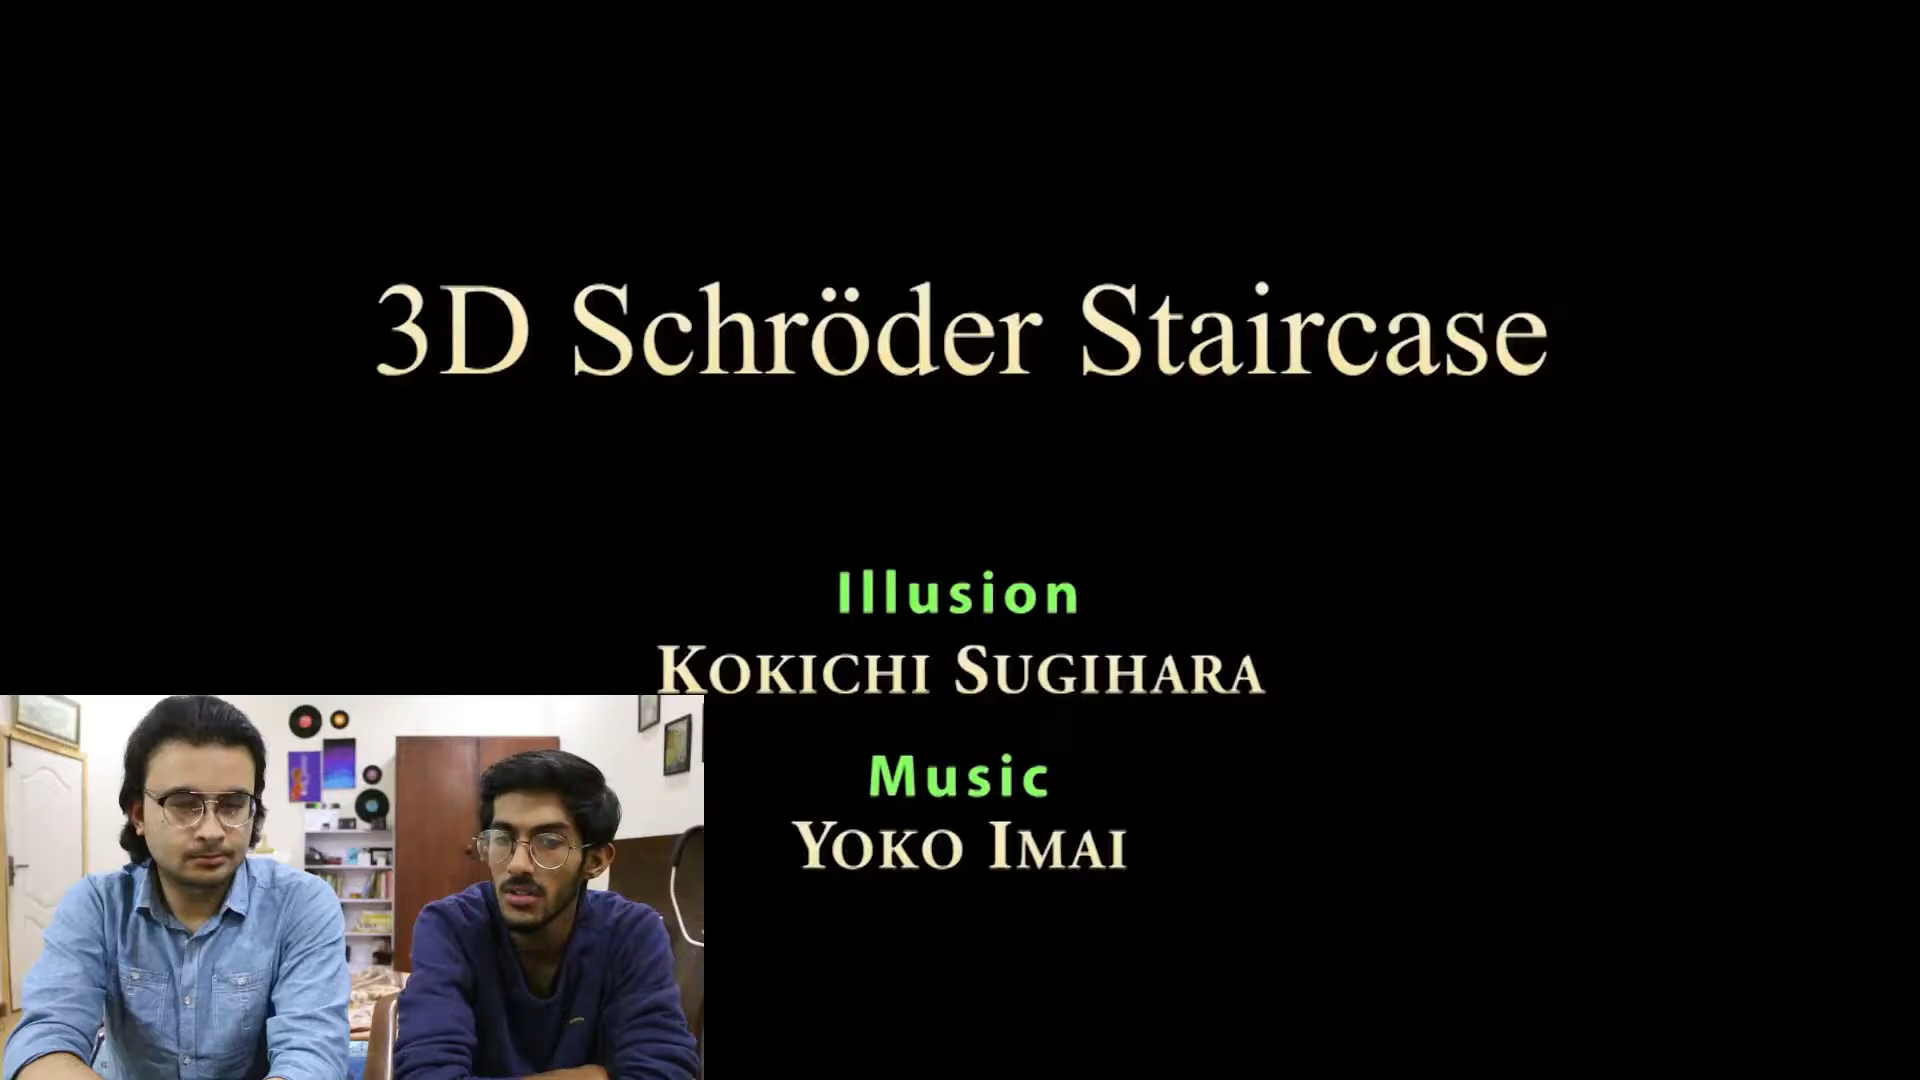 3D Schröder Staircase
Illusion
KOKICHI SUGIHARA
Music
YOKO IMAI